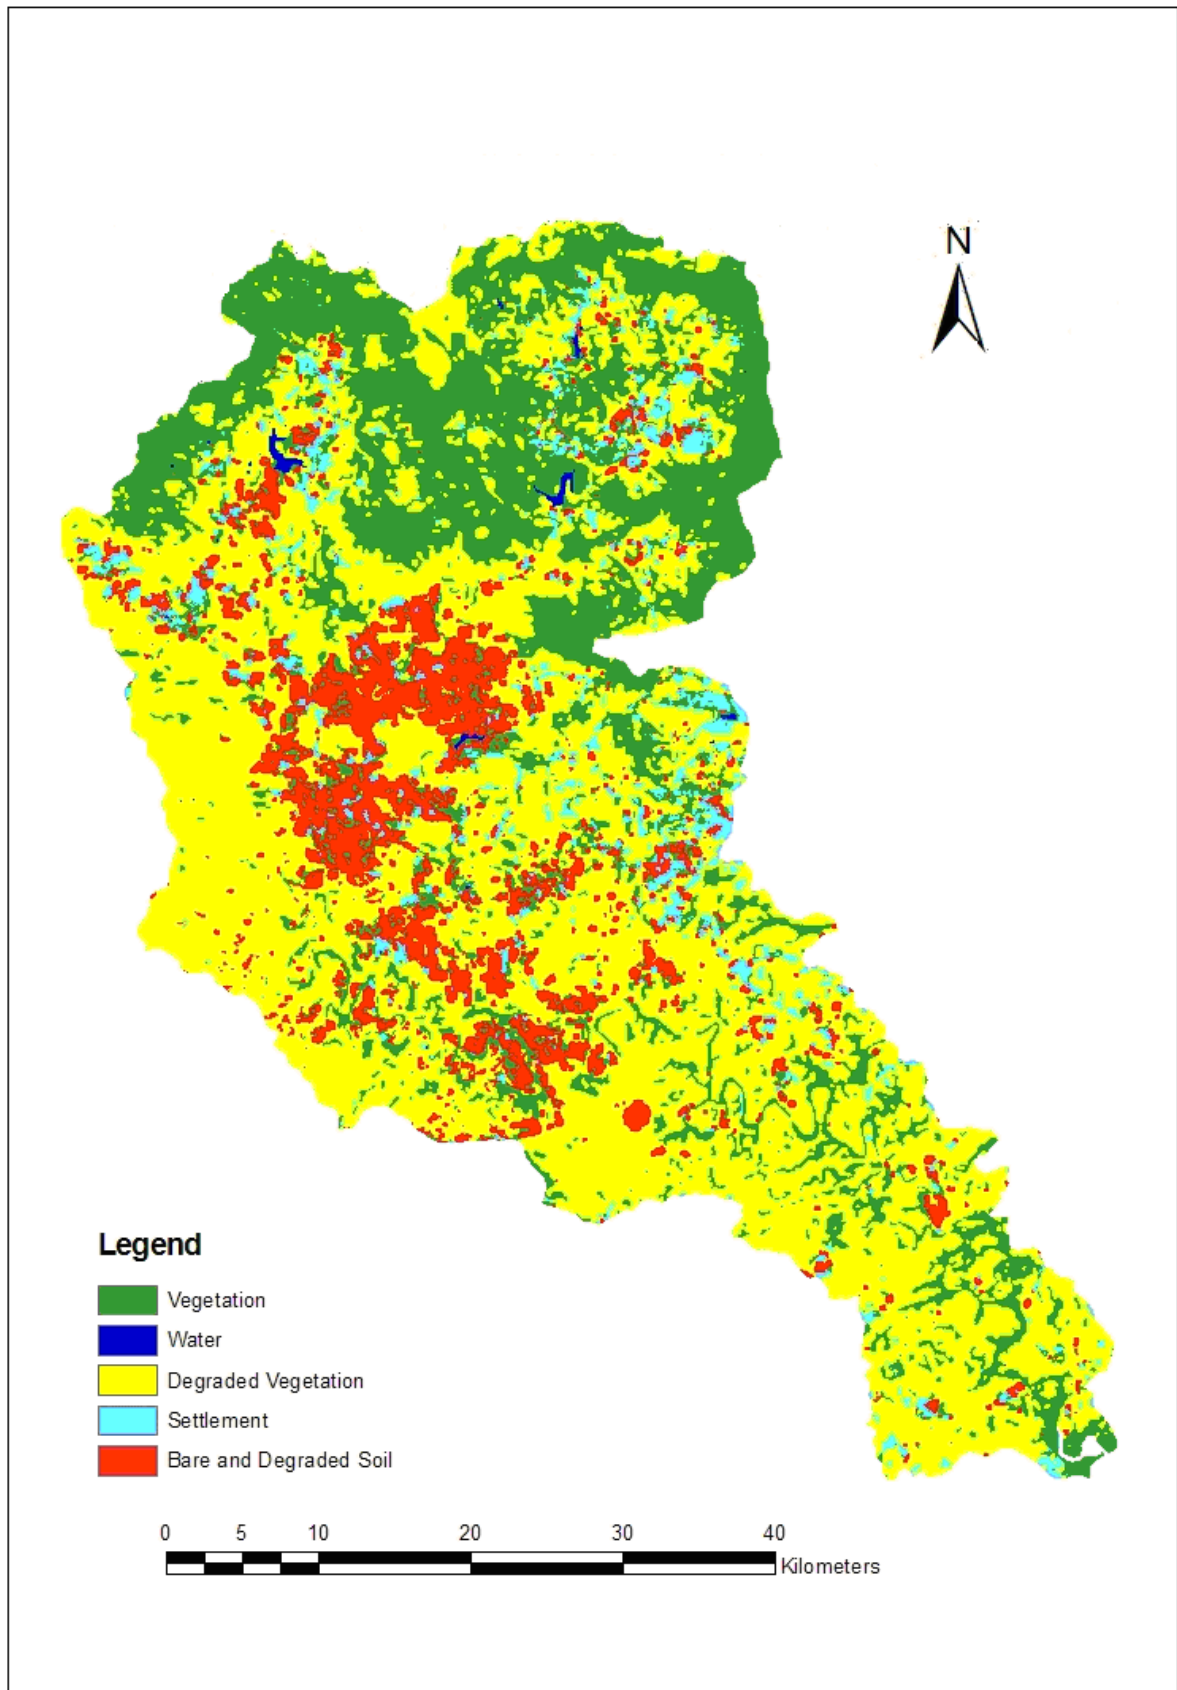 N
Legend
Vegetation
Water
Degraded Vegetation
Settlement
Bare and Degraded Soil
0 5 10 20 30 40
Kilometers